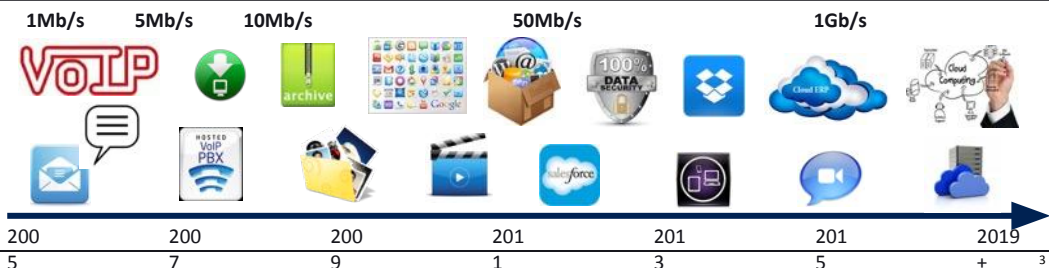 1Mb/s 5Mb/s 10Mb/s 50Mb/s 1Gb/s
VoIP
archive
Google
W @
100%
DATA
SECURITY
Cloud ERP
Cloud
Computing
HOSTED
VoIP
PBX
salesforce
200 200 200 201 201 201 2019
5 7 9 1 3 5 + 3